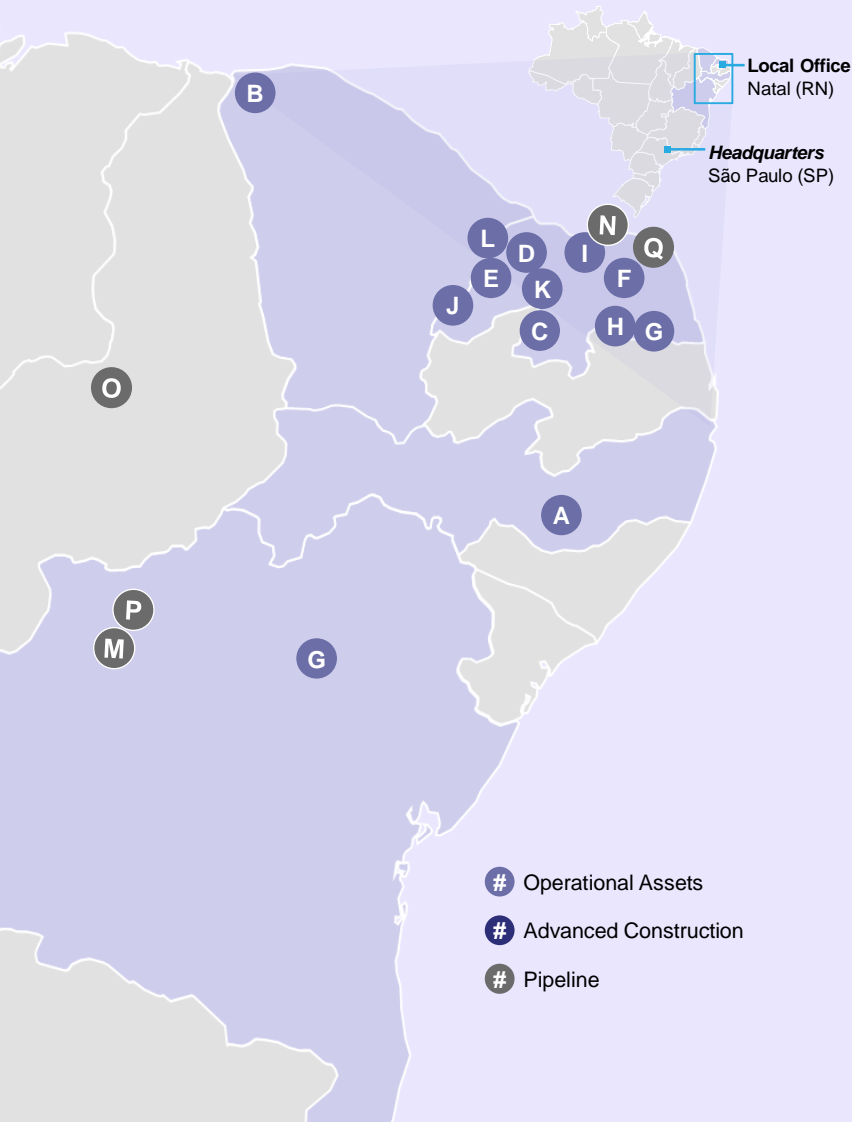 Local Office
Natal (RN)
Headquarters
São Paulo (SP)
B
N
L
D
I
Q
E
K
F
J
C
H
G
O
A
P
M
G
# Operational Assets
# Advanced Construction
# Pipeline